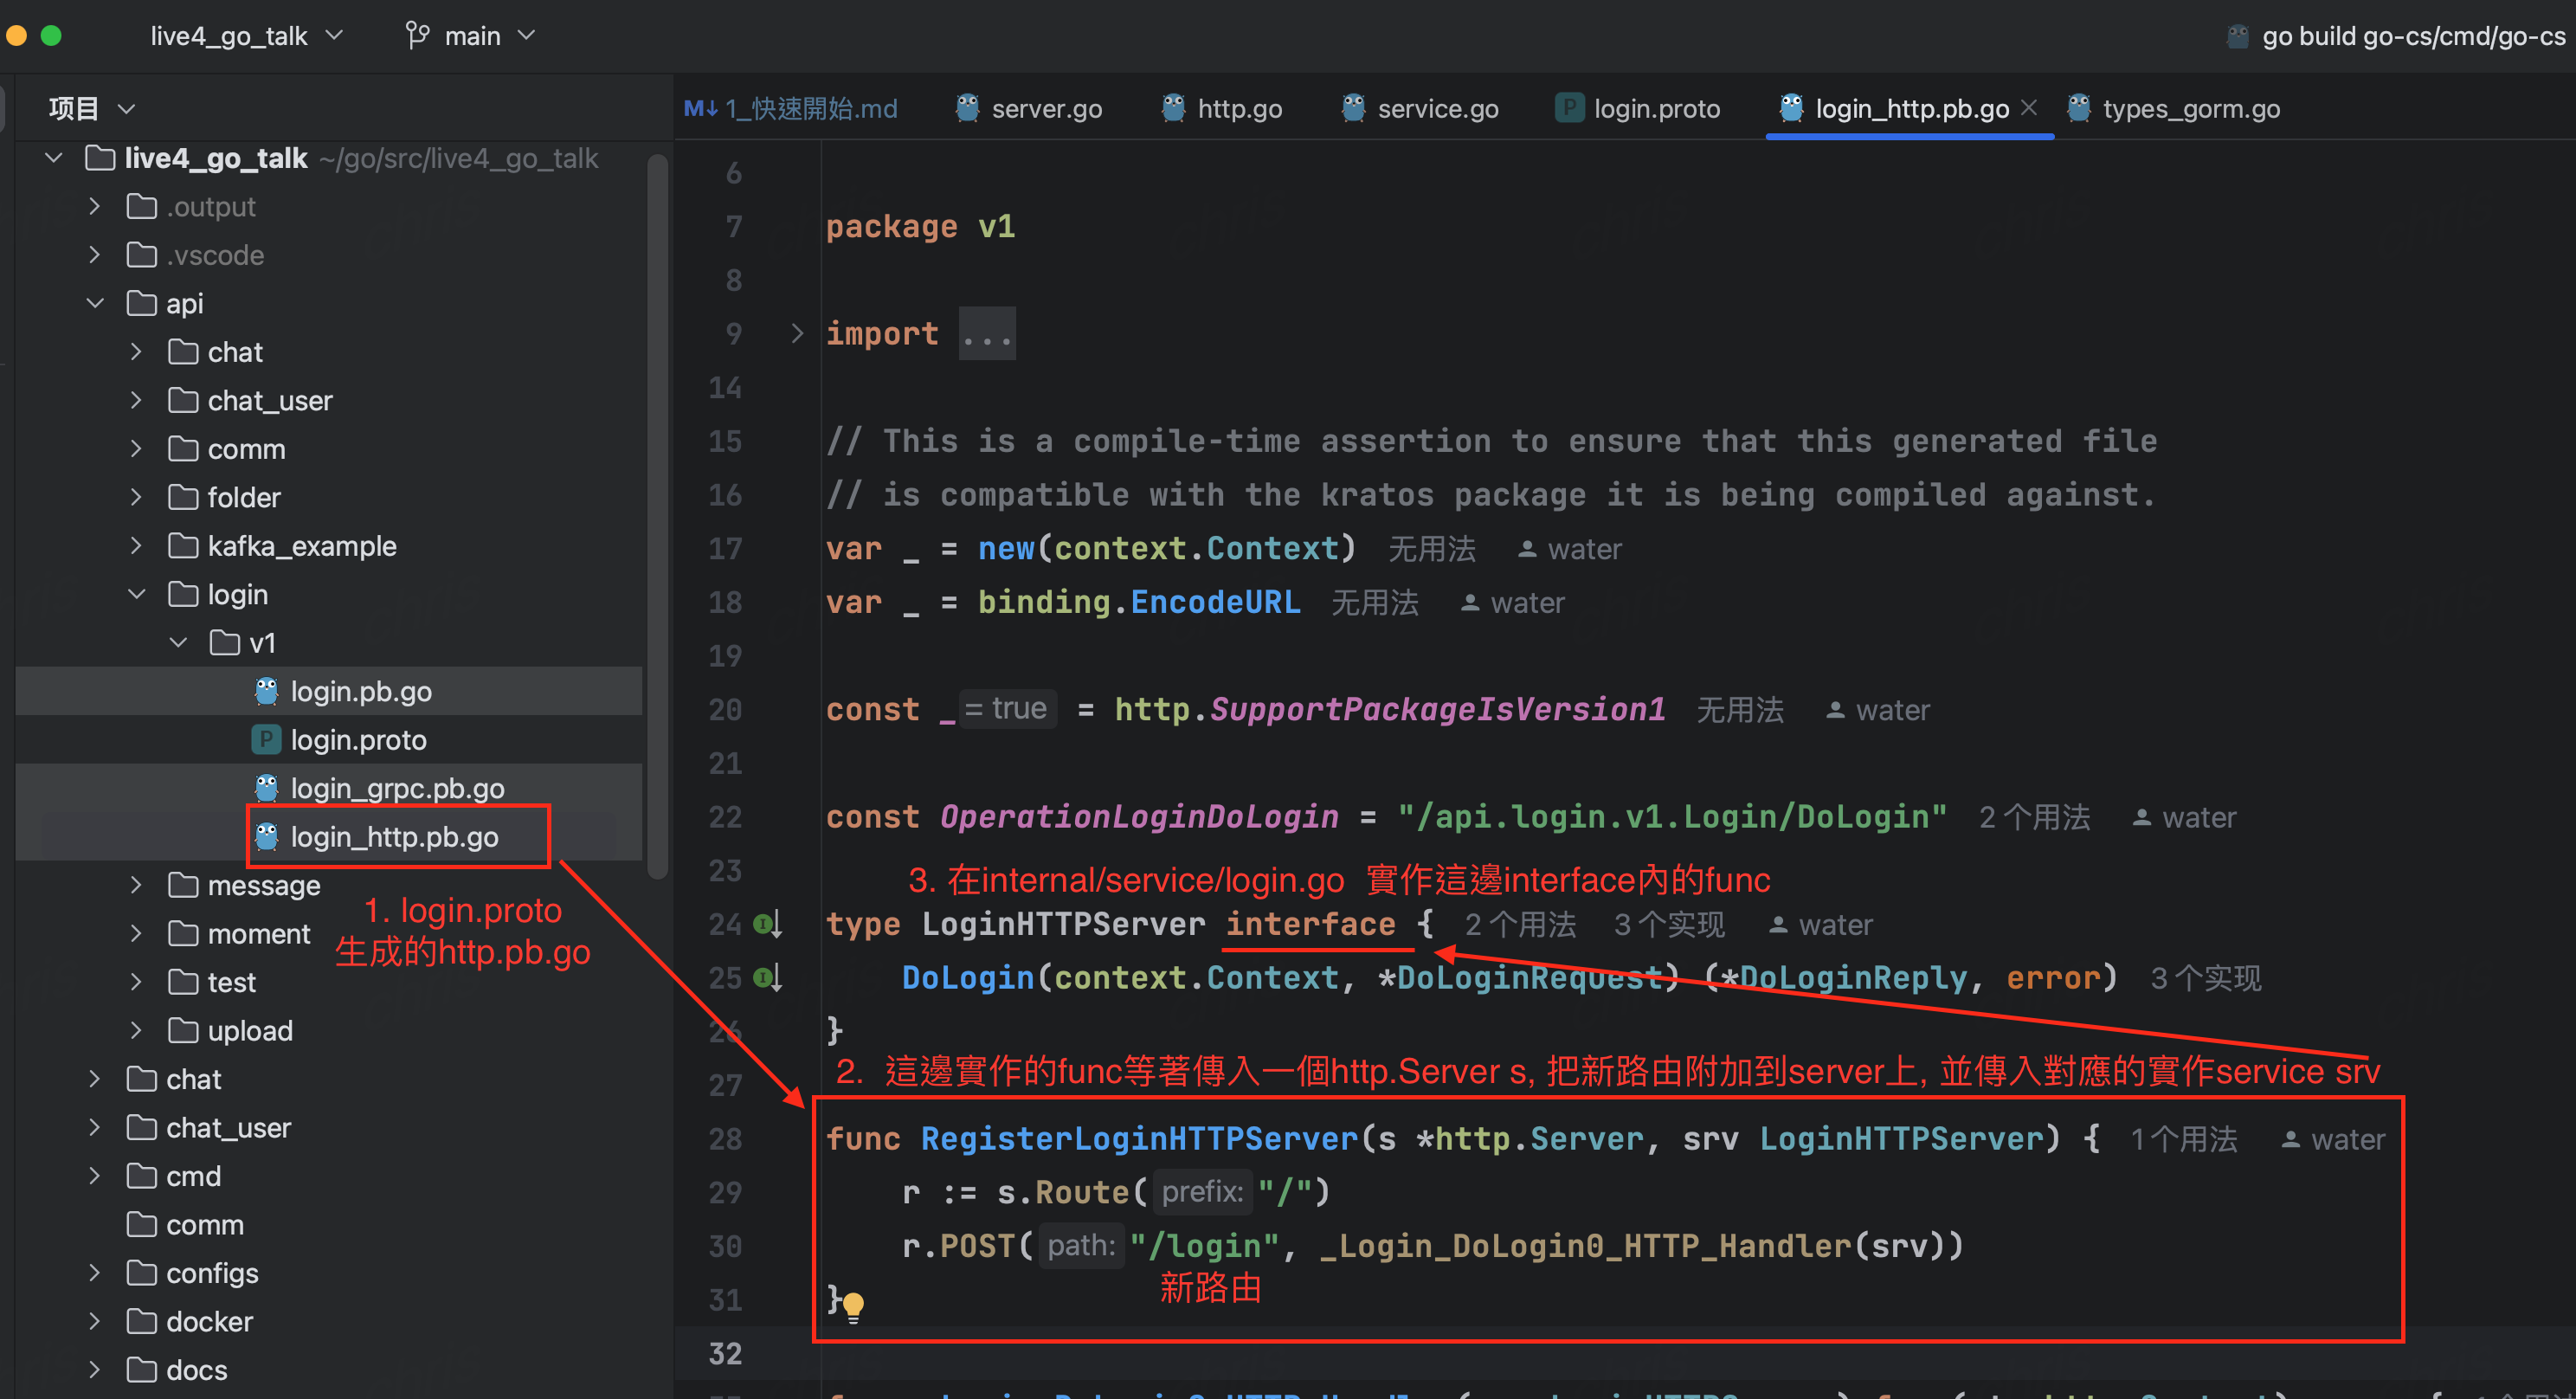 live4_go_talk
main
go build go-cs/cmd/go-cs
项目
M↓ 1_快速開始.md
server.go
http.go
service.go
P login.proto
login_http.pb.go
types_gorm.go
live4_go_talk ~/go/src/live4_go_talk
.output
.vscode
api
chat
chat_user
comm
folder
kafka_example
login
v1
login.pb.go
P login.proto
login_grpc.pb.go
login_http.pb.go
message
moment
test
upload
chat
chat_user
cmd
comm
configs
docker
docs
1. login.proto
生成的http.pb.go
6
7 package v1
8
9 import ...
14
15 // This is a compile-time assertion to ensure that this generated file
16 // is compatible with the kratos package it is being compiled against.
17 var _ = new(context.Context) 无用法 water
18 var _ = binding.EncodeURL 无用法 water
19
20 const _ = true = http.SupportPackageIsVersion1 无用法 water
21
22 const OperationLoginDoLogin = "/api.login.v1.Login/DoLogin" 2个用法 water
23
3. 在internal/service/login.go 實作這邊interface內的func
24 type LoginHTTPServer interface { 2个用法 3个实现 water
25 DoLogin(context.Context, *DoLoginRequest) (*DoLoginReply, error) 3个实现
26 }
2. 這邊實作的func等著傳入一個http.Server s, 把新路由附加到server上, 並傳入對應的實作service srv
27
28 func RegisterLoginHTTPServer(s *http.Server, srv LoginHTTPServer) { 1个用法 water
29 r := s.Route( prefix: "/")
30 r.POST( path: "/login", _Login_DoLogin0_HTTP_Handler(srv))
新路由
31 }
32